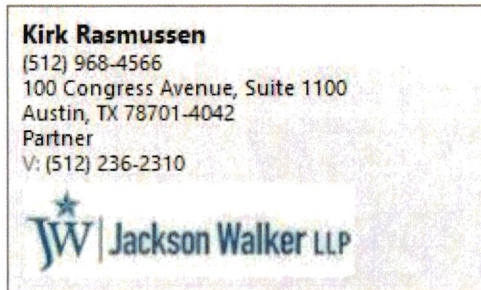 Kirk Rasmussen
(512) 968-4566
100 Congress Avenue, Suite 1100
Austin, TX 78701-4042
Partner
V: (512) 236-2310
JW | Jackson Walker LLP